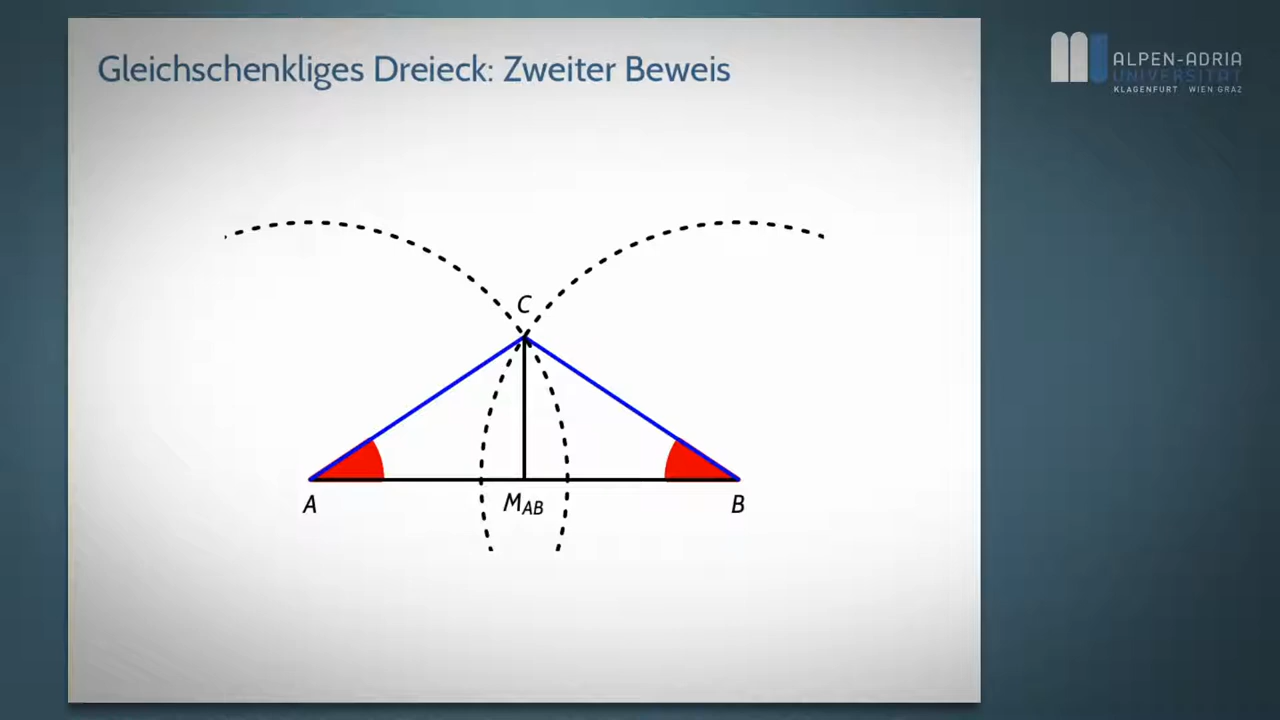 Gleichschenkliges Dreieck: Zweiter Beweis
ALPEN-ADRIA
UNIVERSITÄT
KLAGENFURT WIEN GRAZ
C
A
M_AB
B